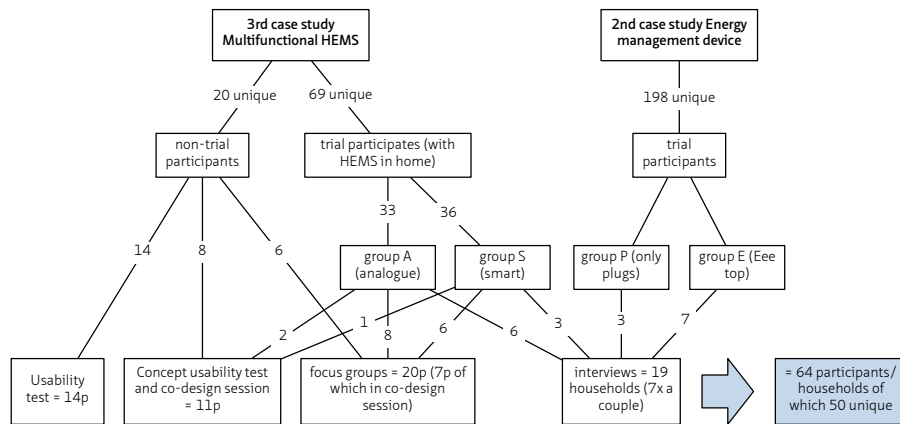 3rd case study
Multifunctional HEMS
2nd case study Energy
management device
20 unique
69 unique
198 unique
non-trial
participants
trial participates (with
HEMS in home)
trial
participants
33
36
14
8
6
group A
(analogue)
group S
(smart)
group P (only
plugs)
group E (Eee
top)
2
1
8
6
6
3
3
7
Usability
test = 14p
Concept usability test
and co-design session
= 11p
focus groups = 20p (7p of
which in co-design
session)
interviews = 19
households (7x a
couple)
= 64 participants/
households of
which 50 unique